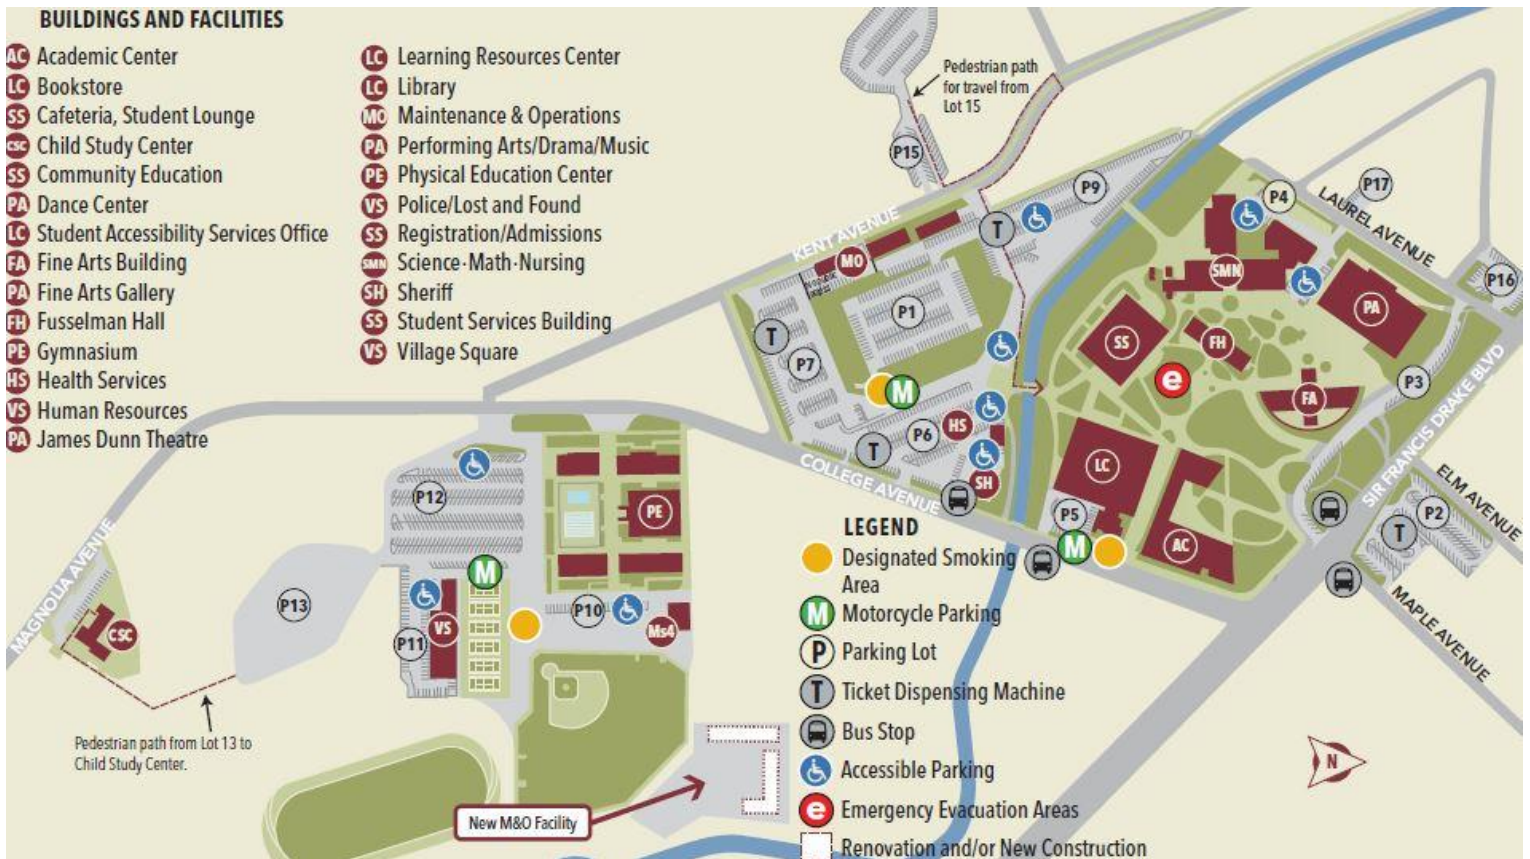 BUILDINGS AND FACILITIES
AC Academic Center
LC Bookstore
SS Cafeteria, Student Lounge
CSC Child Study Center
SS Community Education
PA Dance Center
LC Student Accessibility Services Office
FA Fine Arts Building
PA Fine Arts Gallery
FH Fusselman Hall
PE Gymnasium
HS Health Services
VS Human Resources
PA James Dunn Theatre
LC Learning Resources Center
LC Library
MO Maintenance & Operations
PA Performing Arts/Drama/Music
PE Physical Education Center
VS Police/Lost and Found
SS Registration/Admissions
SMN Science·Math·Nursing
SH Sheriff
SS Student Services Building
VS Village Square
Pedestrian path
for travel from
Lot 15
P15
P9
P4
P17
LAUREL AVENUE
KENT AVENUE
T
MO
SMN
P16
P1
PA
T
SS
FH
P7
e
P3
M
FA
P6
HS
T
LC
SIR FRANCIS DRAKE BLVD
COLLEGE AVENUE
SH
ELM AVENUE
P12
PE
P5
M
AC
P2
T
MAGNOLIA AVENUE
M
MAPLE AVENUE
P13
P10
CSC
VS
Ms4
P11
Pedestrian path from Lot 13 to
Child Study Center.
New M&O Facility
LEGEND
Designated Smoking
Area
M Motorcycle Parking
P Parking Lot
T Ticket Dispensing Machine
Bus Stop
Accessible Parking
e Emergency Evacuation Areas
Renovation and/or New Construction
N